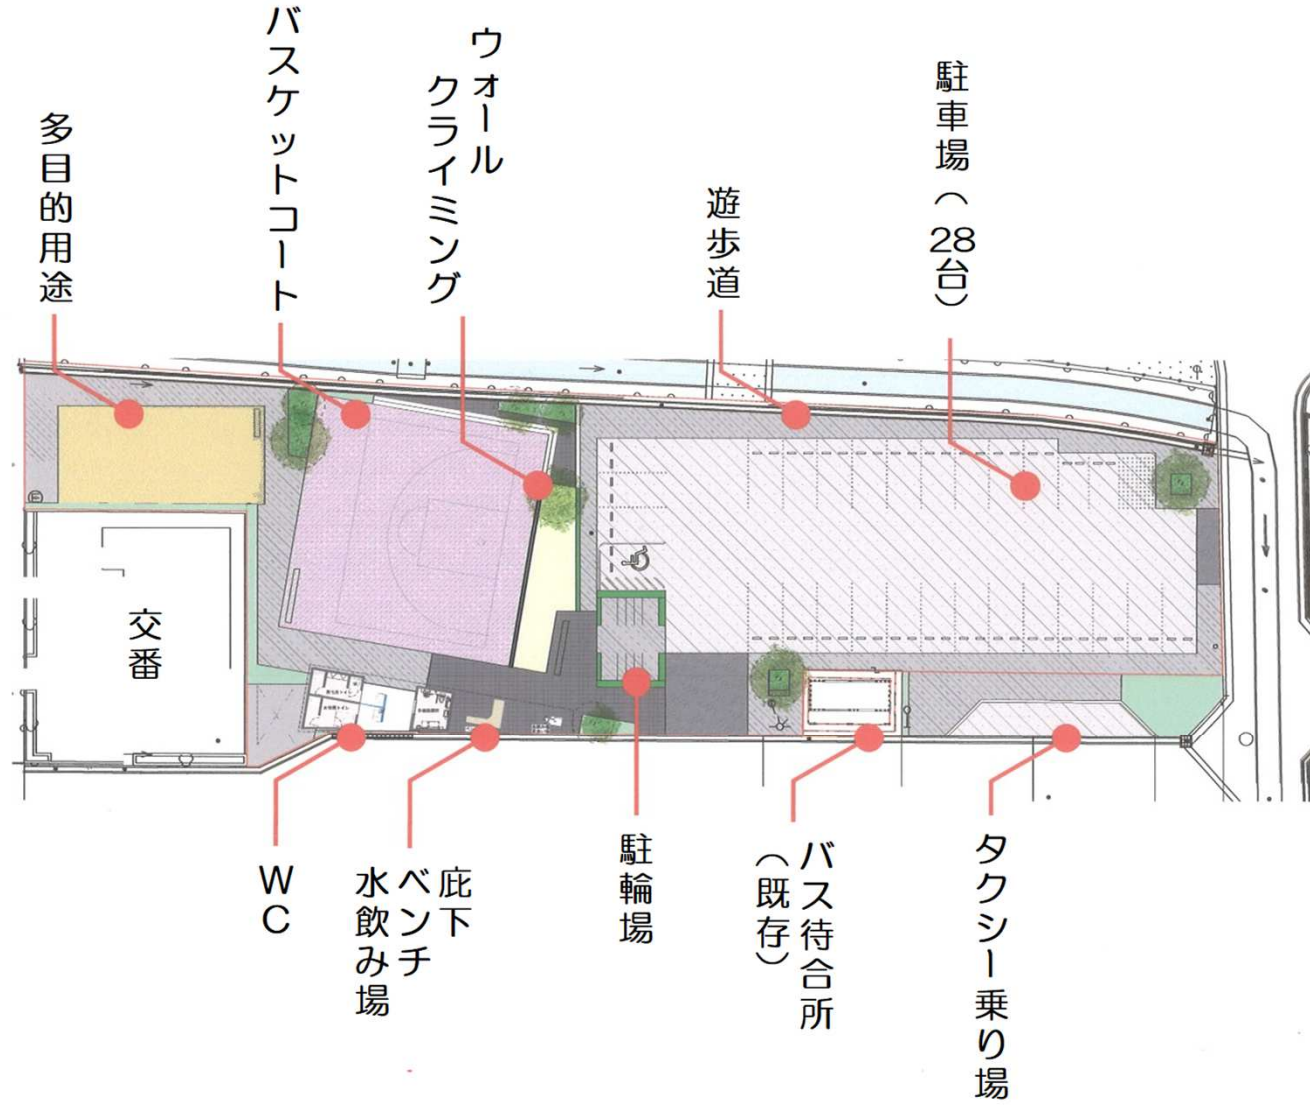 多目的用途
バスケットコート
ウォール
クライミング
遊歩道
駐車場（28台）
交番
WC
庇下
ベンチ
水飲み場
駐輪場
バス待合所
（既存）
タクシー乗り場